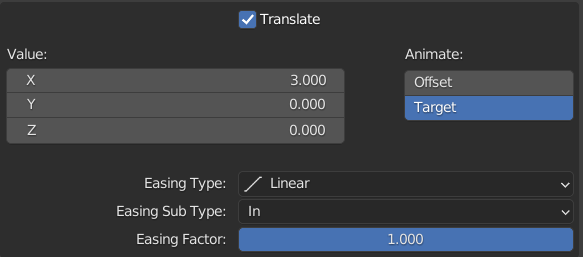 Translate
Value:
Animate:
X 3.000
Y 0.000
Z 0.000
Offset
Target
Easing Type: Linear
Easing Sub Type: In
Easing Factor: 1.000